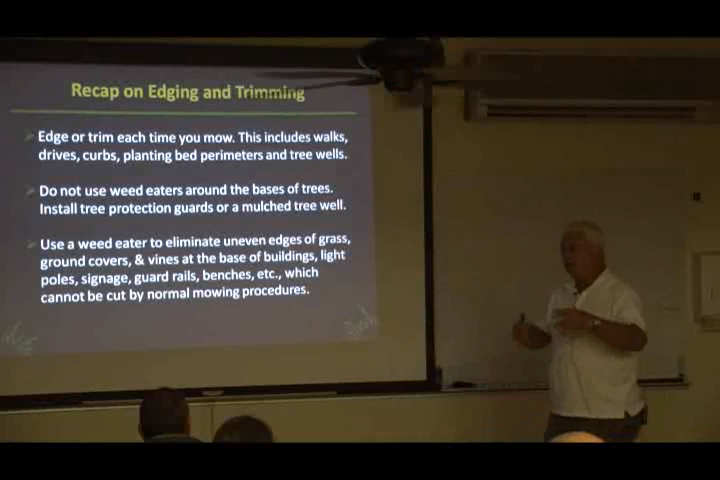 Recap on Edging and Trimming
Edge or trim each time you mow. This includes walks,
drives, curbs, planting bed perimeters and tree wells.
Do not use weed eaters around the bases of trees.
Install tree protection guards or a mulched tree well.
Use a weed eater to eliminate uneven edges of grass,
ground covers, & vines at the base of buildings, light
poles, signage, guard rails, benches, etc., which
cannot be cut by normal mowing procedures.